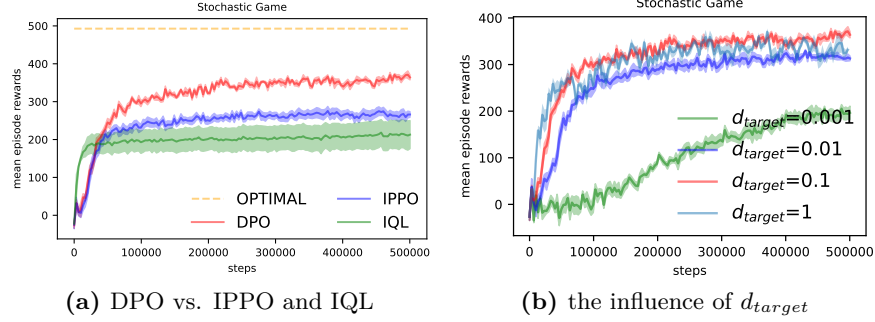 Stochastic Game
mean episode rewards
500
400
300
200
100
0
OPTIMAL
DPO
IPPO
IQL
0
100000
200000
300000
400000
500000
steps
(a) DPO vs. IPPO and IQL
Stochastic Game
mean episode rewards
400
300
200
100
0
d_target=0.001
d_target=0.01
d_target=0.1
d_target=1
0
100000
200000
300000
400000
500000
steps
(b) the influence of d_target